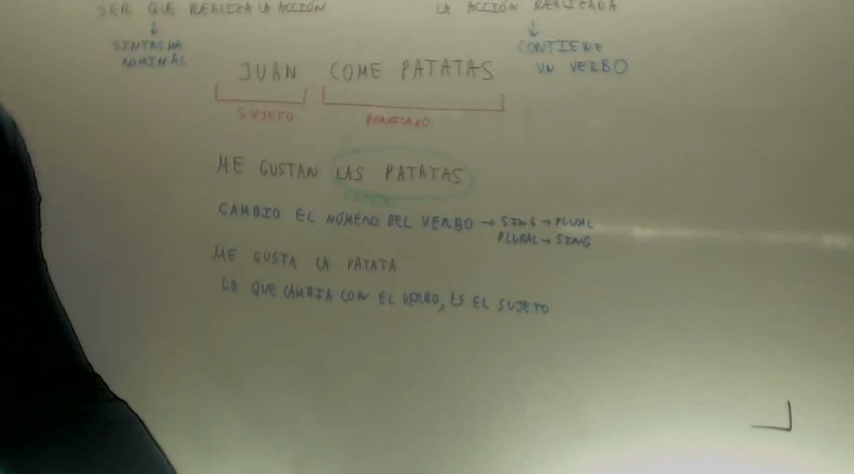 SER QUE REALIZA LA ACCIÓN
LA ACCIÓN REALIZADA
↓
SINTAGMA
NOMINAL
↓
CONTIENE
UN VERBO
JUAN COME PATATAS
SUJETO
PREDICADO
ME GUSTAN LAS PATATAS
CAMBIO EL NÚMERO DEL VERBO → SING → PLURAL
PLURAL → SING
ME GUSTA LA PATATA
LO QUE CAMBIA CON EL VERBO, ES EL SUJETO